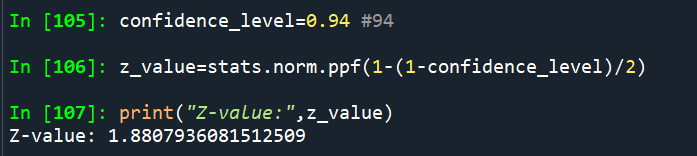 In [105]: confidence_level=0.94 #94
In [106]: z_value=stats.norm.ppf(1-(1-confidence_level)/2)
In [107]: print("Z-value:",z_value)
Z-value: 1.8807936081512509